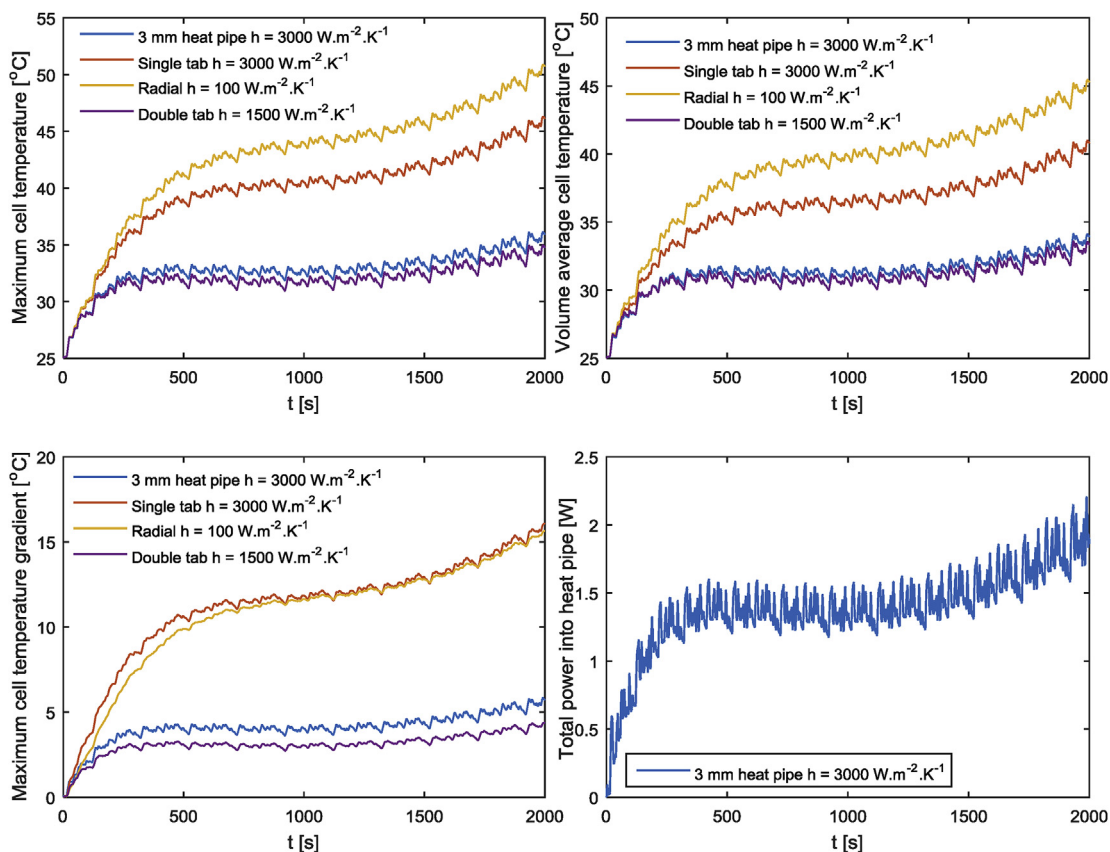 Maximum cell temperature [°C]
55
50
45
40
35
30
25
3 mm heat pipe h = 3000 W.m⁻².K⁻¹
Single tab h = 3000 W.m⁻².K⁻¹
Radial h = 100 W.m⁻².K⁻¹
Double tab h = 1500 W.m⁻².K⁻¹
0 500 1000 1500 2000
t [s]
Volume average cell temperature [°C]
50
45
40
35
30
25
3 mm heat pipe h = 3000 W.m⁻².K⁻¹
Single tab h = 3000 W.m⁻².K⁻¹
Radial h = 100 W.m⁻².K⁻¹
Double tab h = 1500 W.m⁻².K⁻¹
0 500 1000 1500 2000
t [s]
Maximum cell temperature gradient [°C]
20
15
10
5
0
3 mm heat pipe h = 3000 W.m⁻².K⁻¹
Single tab h = 3000 W.m⁻².K⁻¹
Radial h = 100 W.m⁻².K⁻¹
Double tab h = 1500 W.m⁻².K⁻¹
0 500 1000 1500 2000
t [s]
Total power into heat pipe [W]
2.5
2
1.5
1
0.5
0
3 mm heat pipe h = 3000 W.m⁻².K⁻¹
0 500 1000 1500 2000
t [s]